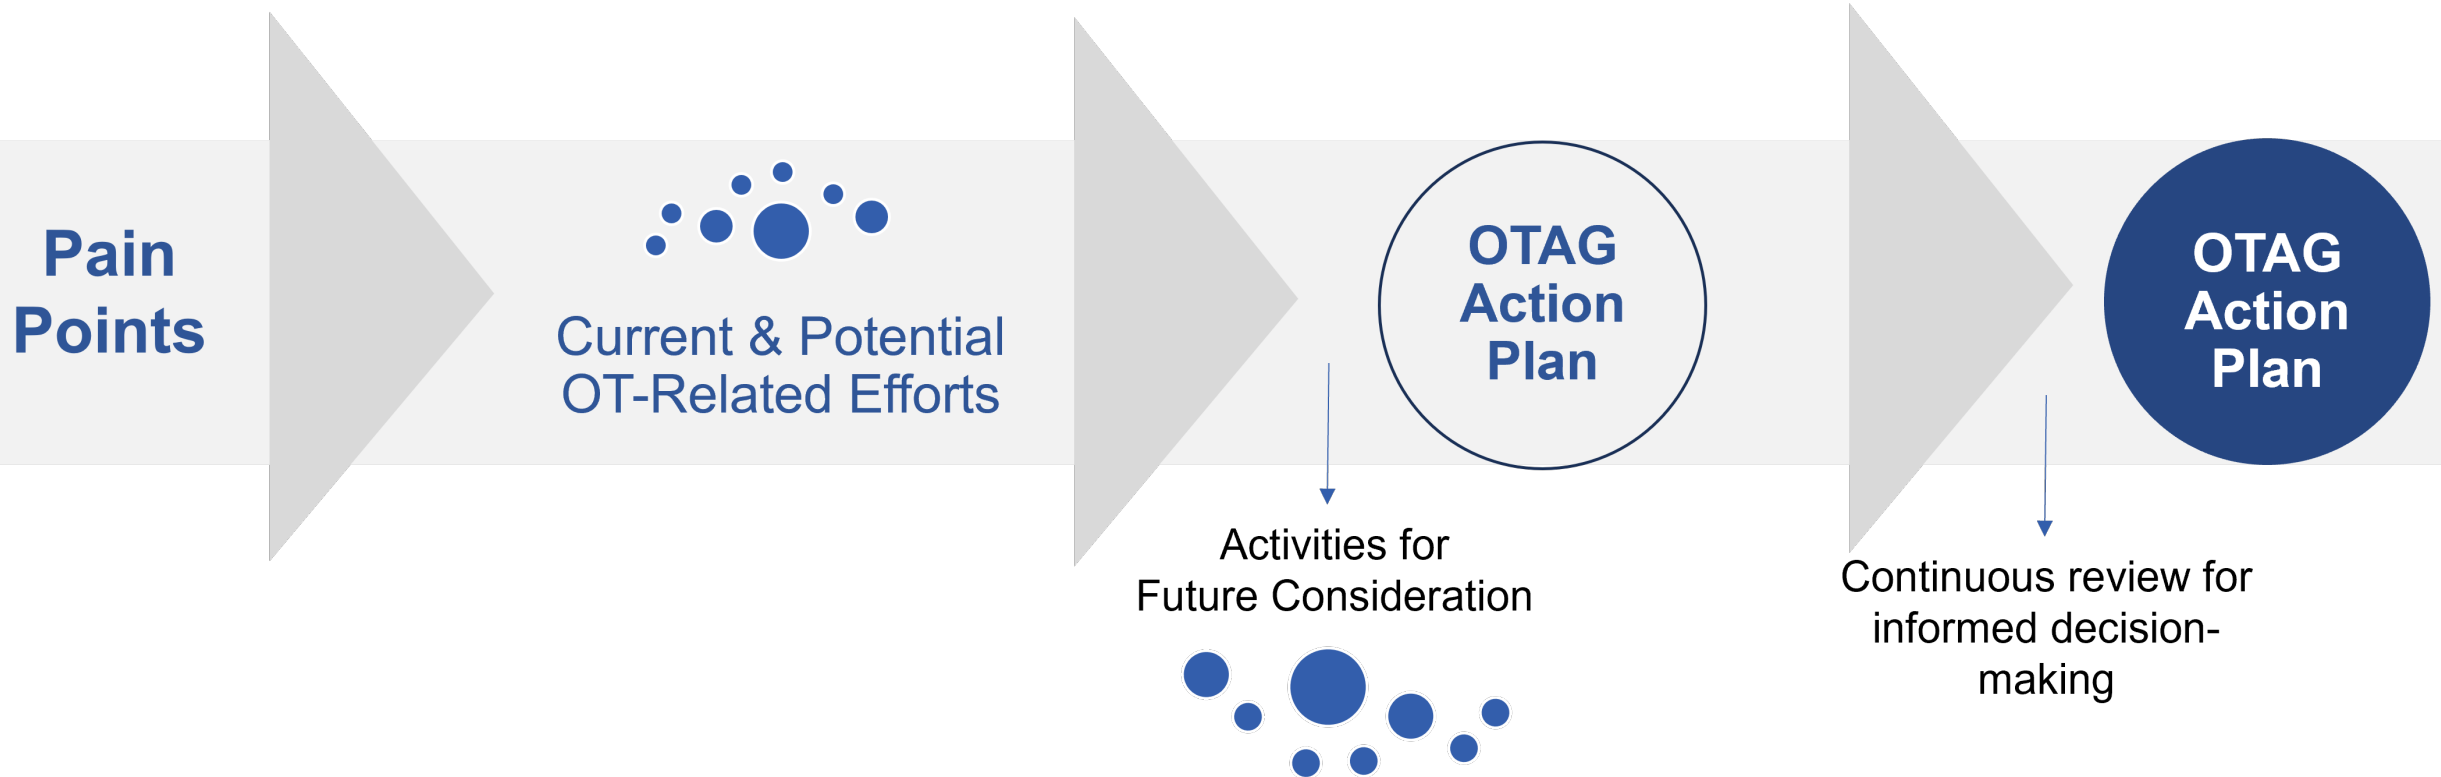 Pain
Points
Current & Potential
OT-Related Efforts
OTAG
Action
Plan
Activities for
Future Consideration
OTAG
Action
Plan
Continuous review for
informed decision-
making